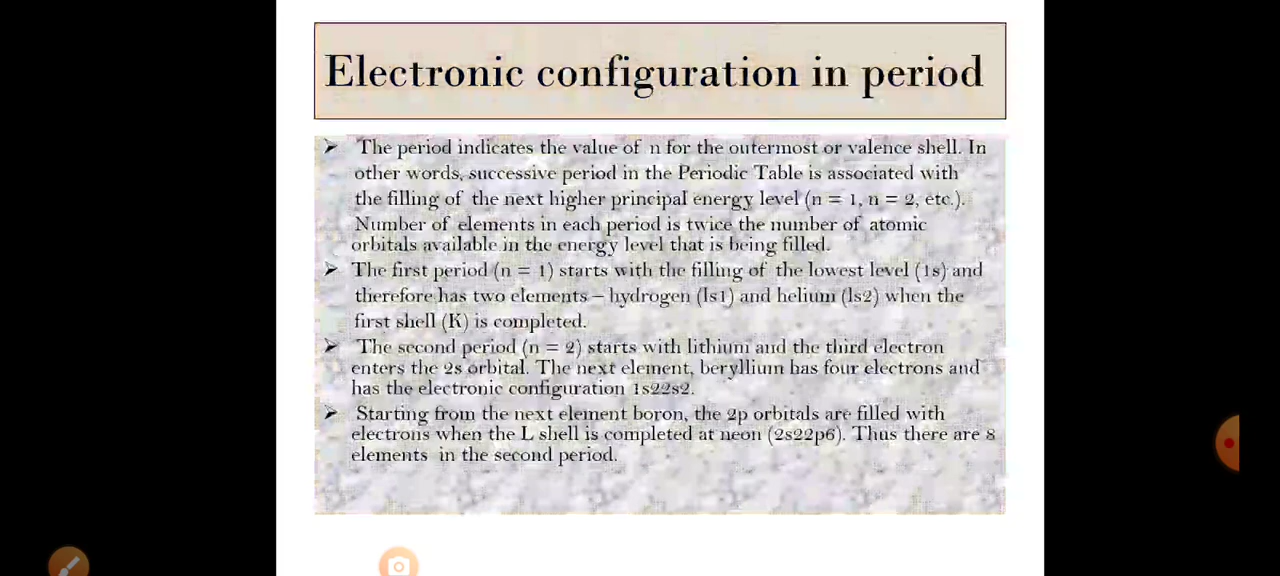 Electronic configuration in period
➤ The period indicates the value of n for the outermost or valence shell. In
other words, successive period in the Periodic Table is associated with
the filling of the next higher principal energy level (n = 1, n = 2, etc.).
Number of elements in each period is twice the number of atomic
orbitals available in the energy level that is being filled.
➤ The first period (n = 1) starts with the filling of the lowest level (1s) and
therefore has two elements – hydrogen (ls1) and helium (ls2) when the
first shell (K) is completed.
➤ The second period (n = 2) starts with lithium and the third electron
enters the 2s orbital. The next element, beryllium has four electrons and
has the electronic configuration 1s22s2.
➤ Starting from the next element boron, the 2p orbitals are filled with
electrons when the L shell is completed at neon (2s22p6). Thus there are 8
elements in the second period.